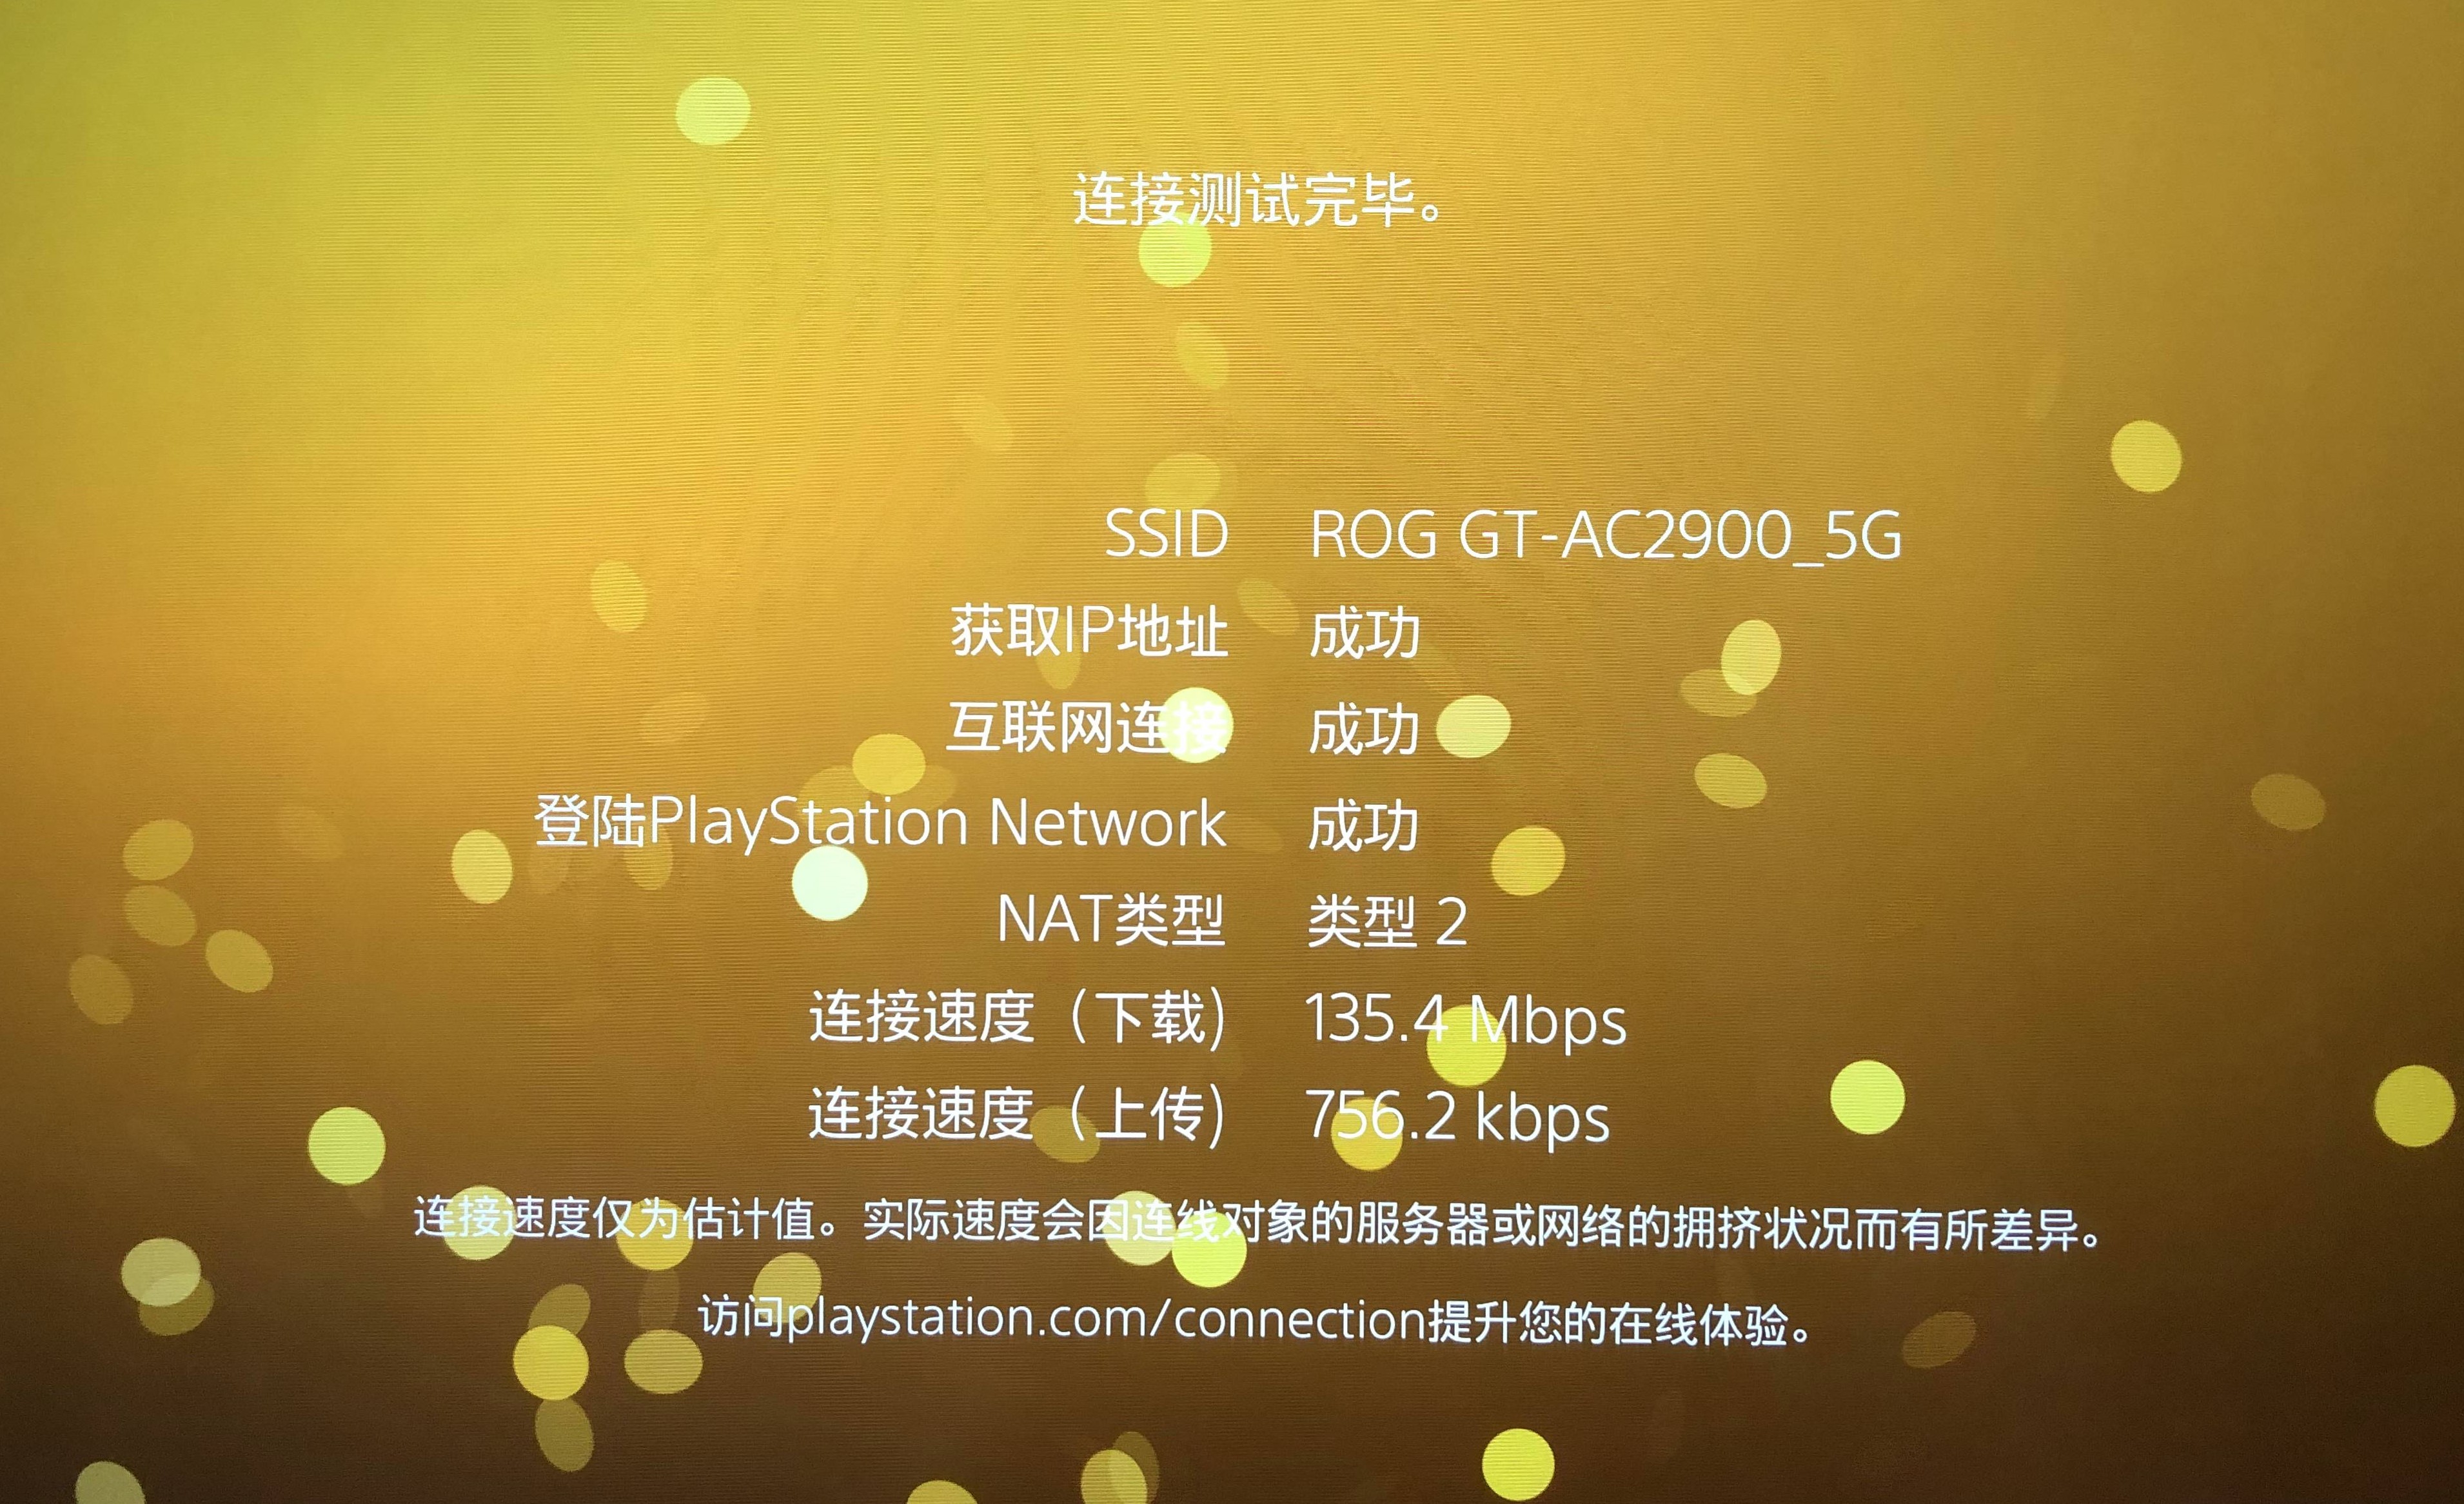 连接测试完毕。
SSID ROG GT-AC2900_5G
获取IP地址 成功
互联网连接 成功
登陆PlayStation Network 成功
NAT类型 类型 2
连接速度（下载） 135.4 Mbps
连接速度（上传） 756.2 kbps
连接速度仅为估计值。实际速度会因连线对象的服务器或网络的拥挤状况而有所差异。
访问playstation.com/connection提升您的在线体验。